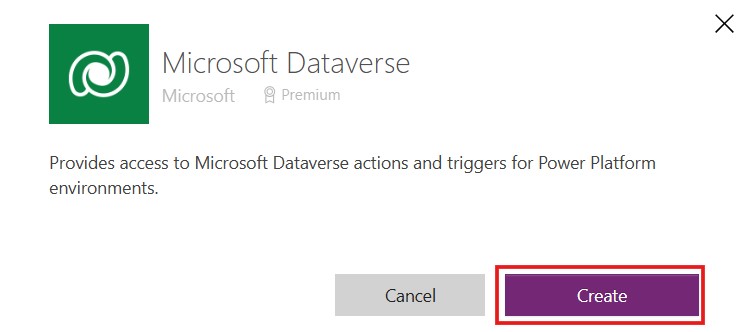 Microsoft Dataverse
Microsoft Premium
Provides access to Microsoft Dataverse actions and triggers for Power Platform
environments.
Cancel Create